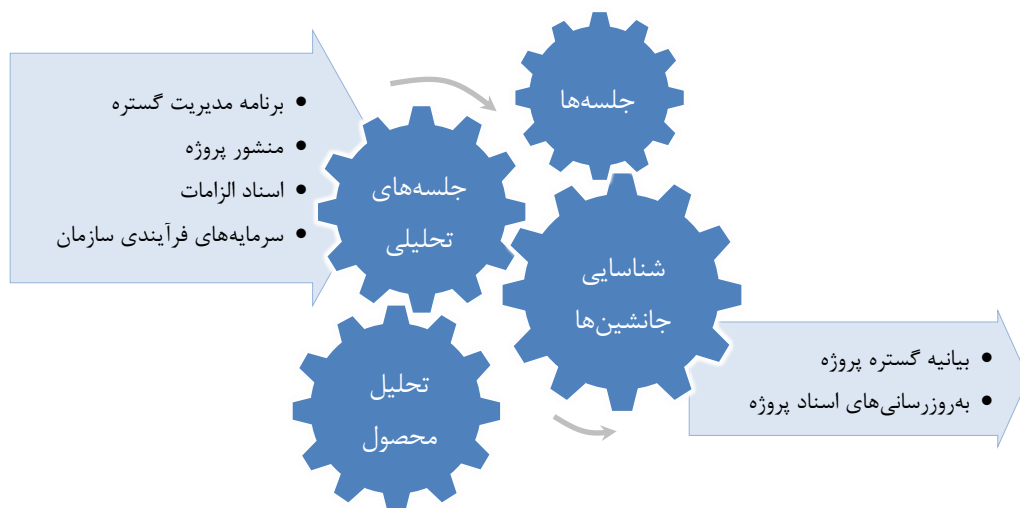 برنامه مدیریت گستره
منشور پروژه
اسناد الزامات
سرمایه‌های فرآیندی سازمان
جلسه‌ها
جلسه‌های
تحلیلی
شناسایی
جانشین‌ها
تحلیل
محصول
بیانیه گستره پروژه
به‌روزرسانی‌های اسناد پروژه